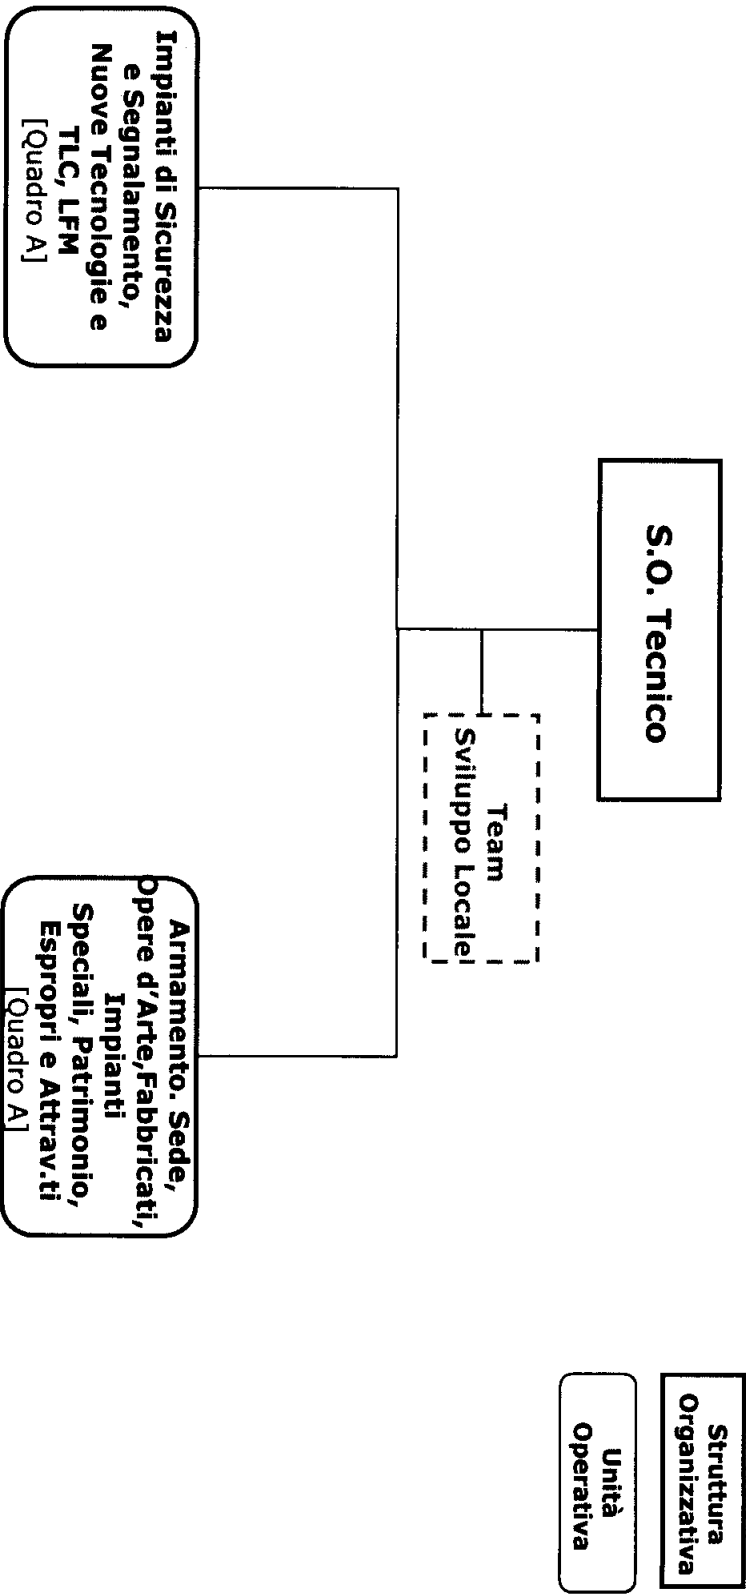 S.O. Tecnico
Team
Sviluppo Locale
Impianti di Sicurezza
e Segnalamento,
Nuove Tecnologie e
TLC, LFM
[Quadro A]
Armamento. Sede,
Opere d'Arte,Fabbricati,
Impianti
Speciali, Patrimonio,
Espropri e Attrav.ti
[Quadro A]
Struttura
Organizzativa
Unità
Operativa